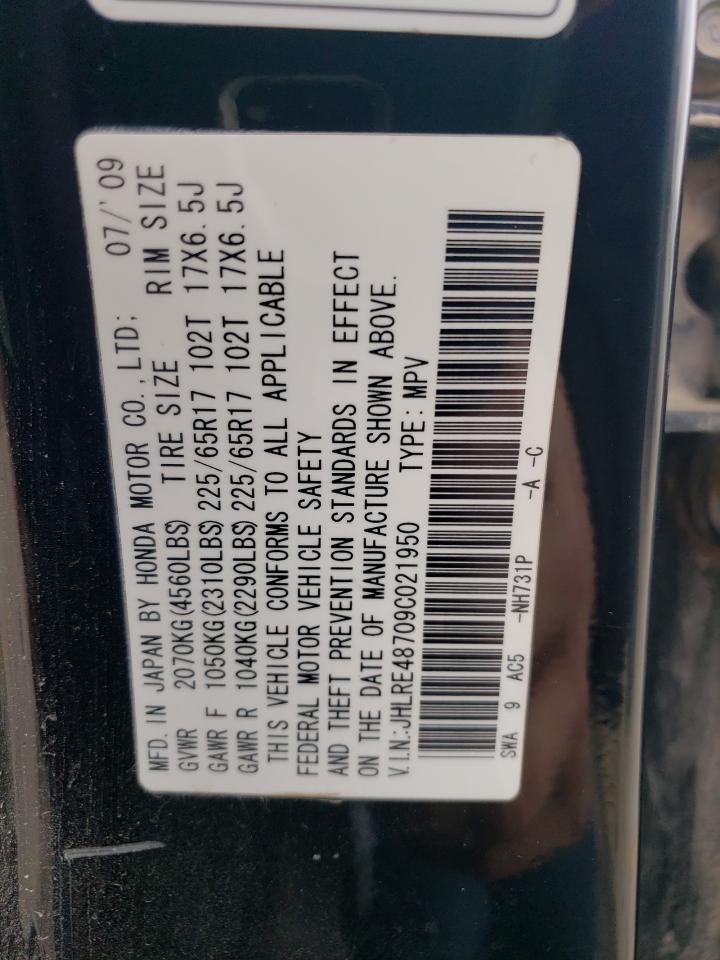 MFD. IN JAPAN BY HONDA MOTOR CO.,LTD; 07/'09
GVWR 2070KG(4560LBS) TIRE SIZE RIM SIZE
GAWR F 1050KG(2310LBS) 225/65R17 102T 17X6.5J
GAWR R 1040KG(2290LBS) 225/65R17 102T 17X6.5J
THIS VEHICLE CONFORMS TO ALL APPLICABLE
FEDERAL MOTOR VEHICLE SAFETY
AND THEFT PREVENTION STANDARDS IN EFFECT
ON THE DATE OF MANUFACTURE SHOWN ABOVE.
V.I.N.:JHLRE48709C021950 TYPE:MPV
SWA 9 AC5 -NH731P -A -C